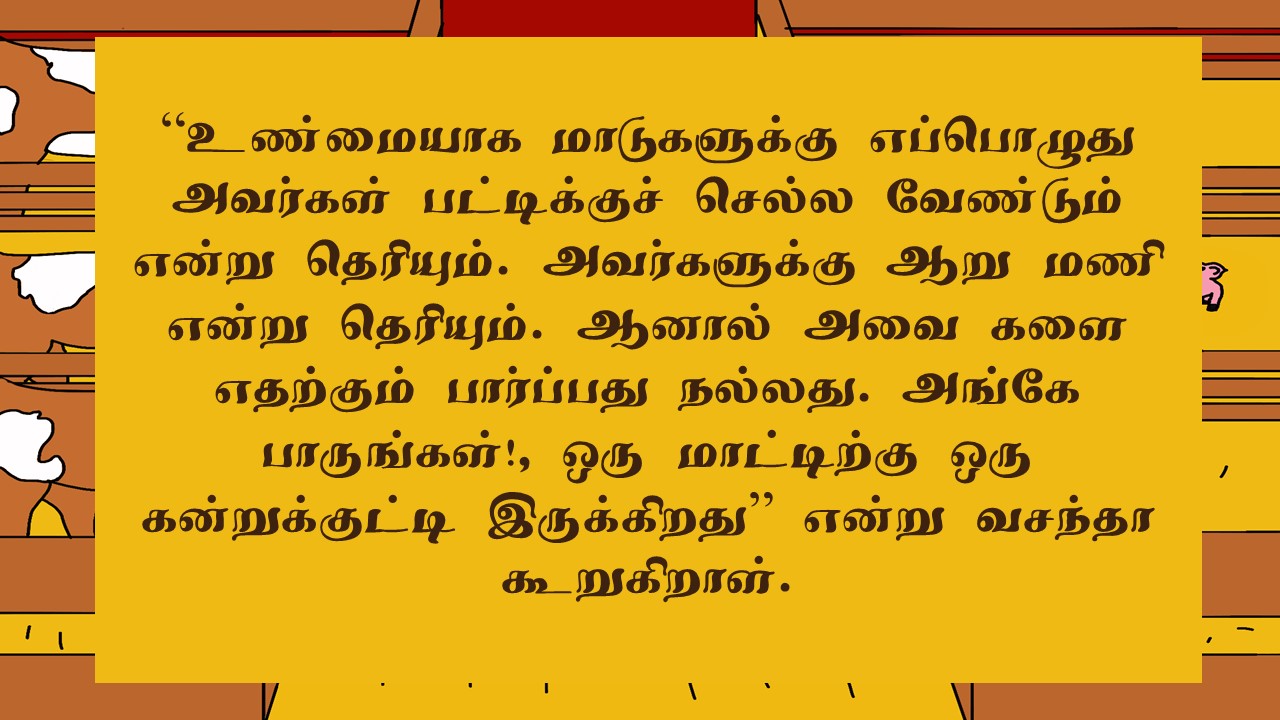 “உண்மையாக மாடுகளுக்கு எப்பொழுது
அவர்கள் பட்டிக்குச் செல்ல வேண்டும்
என்று தெரியும். அவர்களுக்கு ஆறு மணி
என்று தெரியும். ஆனால் அவை களை
எதற்கும் பார்ப்பது நல்லது. அங்கே
பாருங்கள்!, ஒரு மாட்டிற்கு ஒரு
கன்றுக்குட்டி இருக்கிறது” என்று வசந்தா
கூறுகிறாள்.